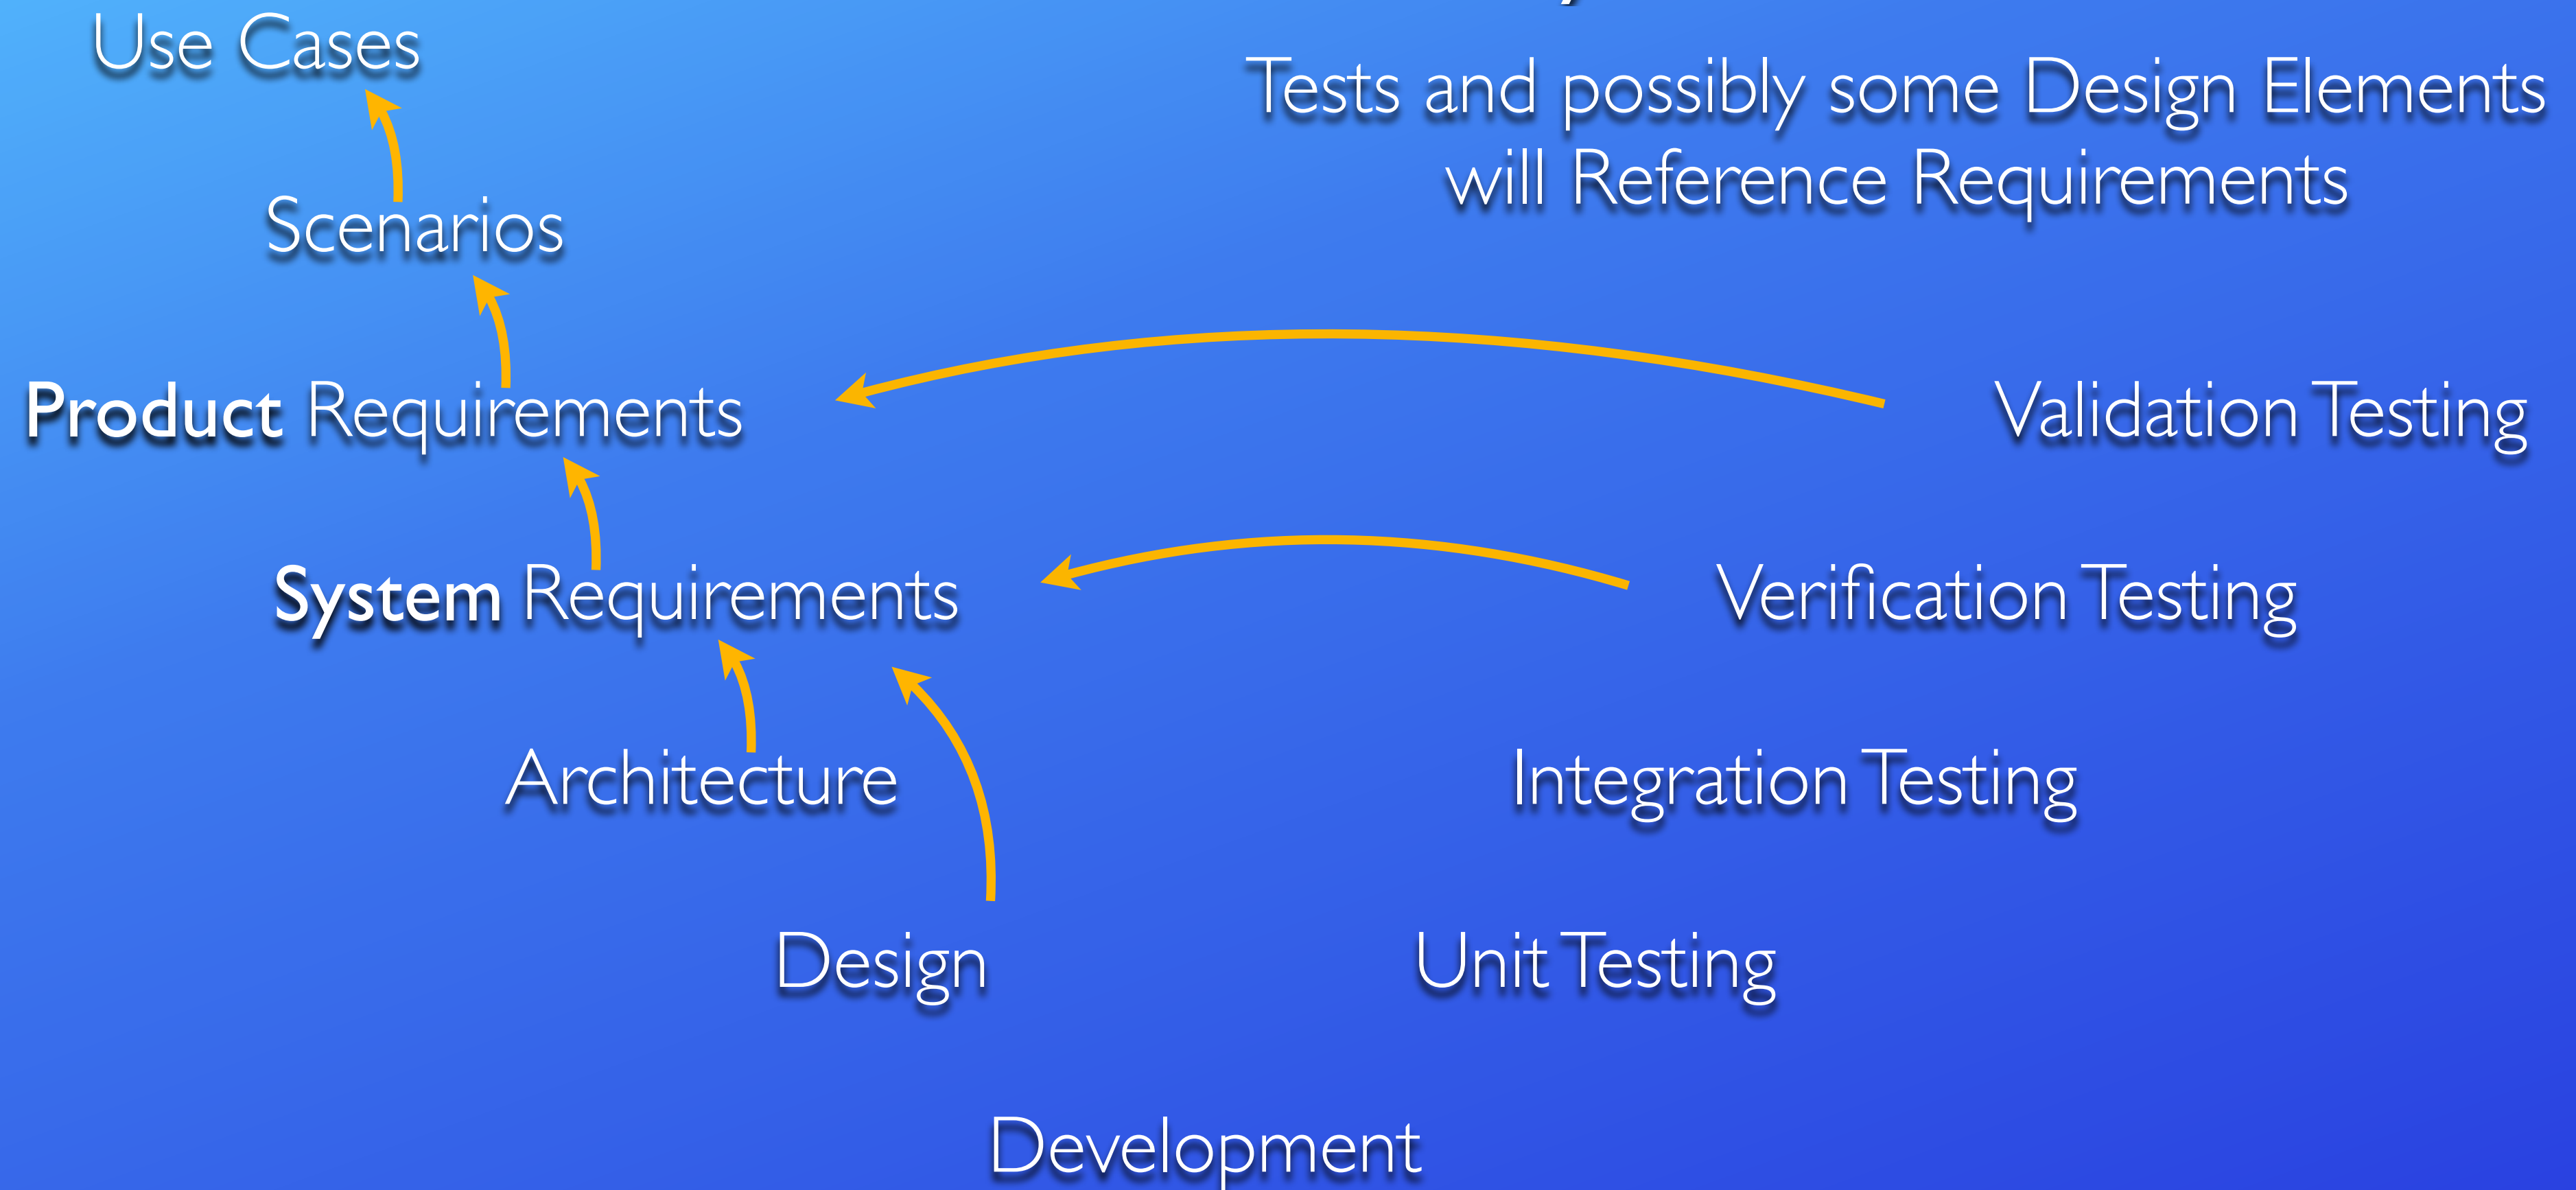 Use Cases
Tests and possibly some Design Elements
will Reference Requirements
Scenarios
Product Requirements
Validation Testing
System Requirements
Verification Testing
Architecture
Integration Testing
Design
Unit Testing
Development